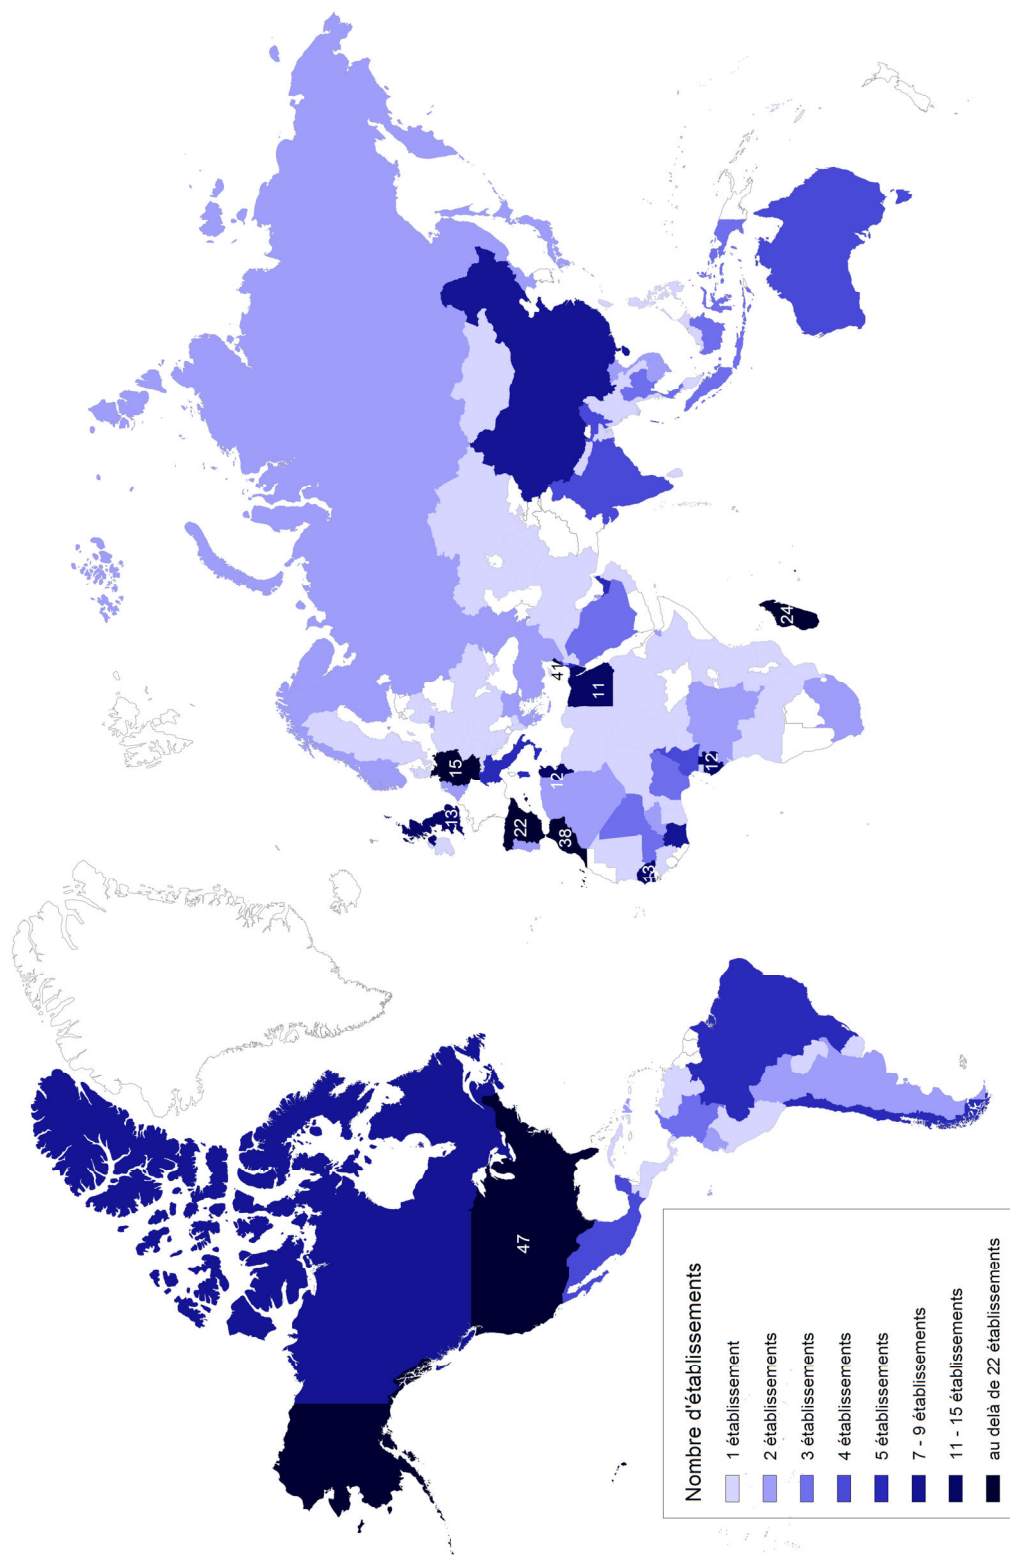 13
15
47
22
12
41
38
11
13
12
24
Nombre d'établissements
1 établissement
2 établissements
3 établissements
4 établissements
5 établissements
7 - 9 établissements
11 - 15 établissements
au delà de 22 établissements